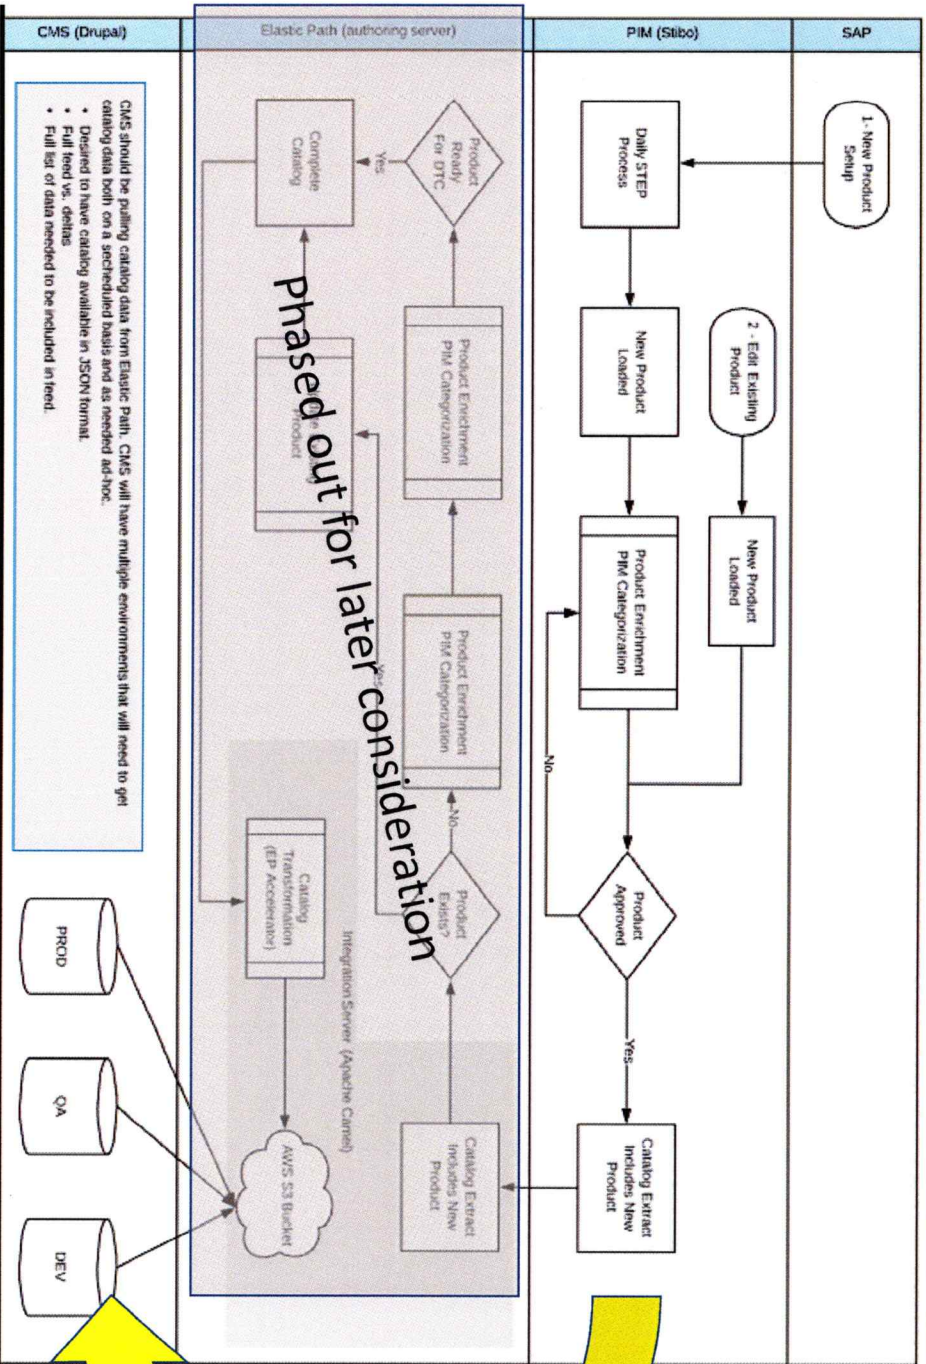 SAP
1- New Product
Setup
PIM (Stibo)
2 - Edit Existing
Product
New Product
Loaded
Daily STEP
Process
New Product
Loaded
Product Enrichment
PIM Categorization
Product
Approved
No
Yes
Catalog Extract
Includes New
Product
Elastic Path (authoring server)
Product
Ready
For DTC
Product Enrichment
PIM Categorization
Product Enrichment
PIM Categorization
No
Product
Exists?
Catalog Extract
Includes New
Product
Yes
Yes
Phased out for later consideration
Complete
Catalog
Product
Integration Server (Apache Camel)
Catalog
Transformation
(EP Accelerator)
AWS S3 Bucket
CMS (Drupal)
CMS should be pulling catalog data from Elastic Path. CMS will have multiple environments that will need to get
catalog data both on a secheduled basis and as needed ad-hoc.
• Desired to have catalog available in JSON format.
• Full feed vs. deltas
• Full list of data needed to be included in feed.
PROD
QA
DEV